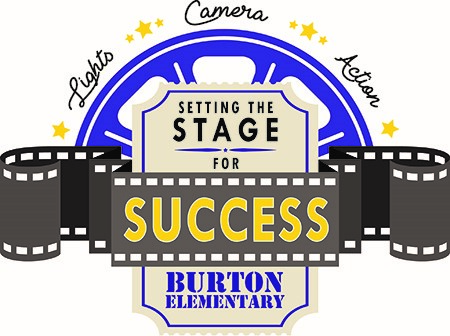 Lights
Camera
Action
SETTING THE
STAGE
FOR
SUCCESS
BURTON
ELEMENTARY